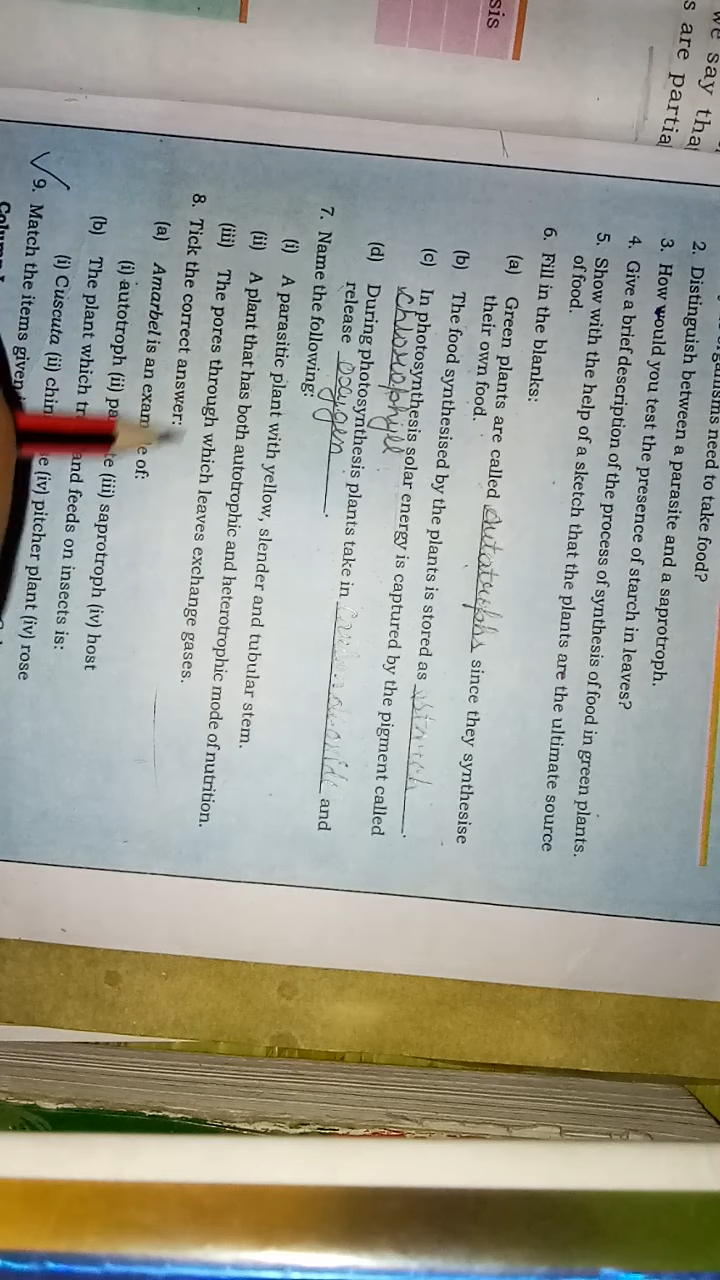 we say tha
s are partia
sis
organisms need to take food?
2. Distinguish between a parasite and a saprotroph.
3. How would you test the presence of starch in leaves?
4. Give a brief description of the process of synthesis of food in green plants.
5. Show with the help of a sketch that the plants are the ultimate source
of food.
6. Fill in the blanks:
(a) Green plants are called autotrophs since they synthesise
their own food.
(b) The food synthesised by the plants is stored as starch.
(c) In photosynthesis solar energy is captured by the pigment called
chlorophyll
(d) During photosynthesis plants take in carbon dioxide and
release oxygen.
7. Name the following:
(i) A parasitic plant with yellow, slender and tubular stem.
(ii) A plant that has both autotrophic and heterotrophic mode of nutrition.
(iii) The pores through which leaves exchange gases.
8. Tick the correct answer:
(a) Amarbel is an exam e of:
(i) autotroph (ii) pa te (iii) saprotroph (iv) host
(b) The plant which tr and feeds on insects is:
(i) Cuscuta (ii) chin e (iv) pitcher plant (iv) rose
9. Match the items given
Column I